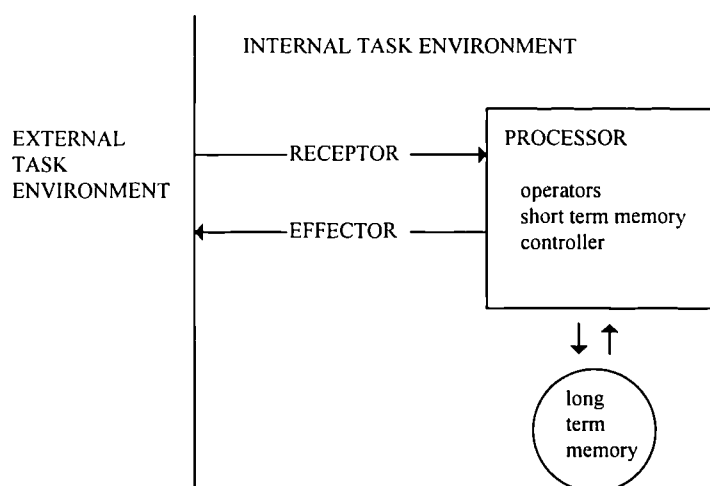 INTERNAL TASK ENVIRONMENT
EXTERNAL
TASK
ENVIRONMENT
RECEPTOR
EFFECTOR
PROCESSOR
operators
short term memory
controller
long
term
memory